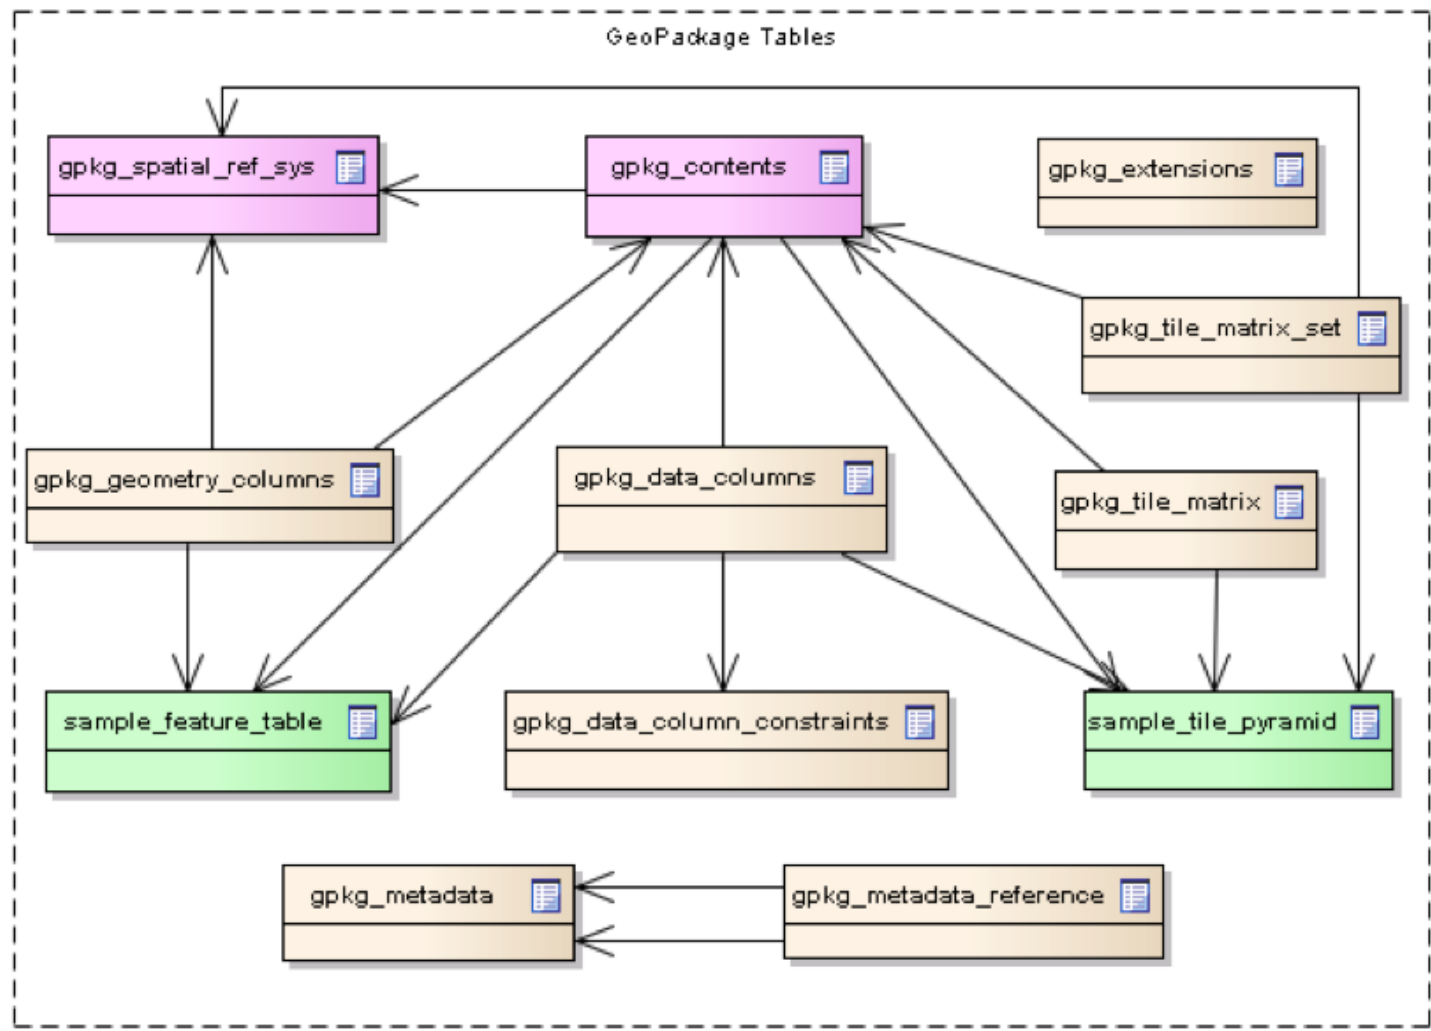 GeoPackage Tables
gpkg_spatial_ref_sys
gpkg_contents
gpkg_extensions
gpkg_tile_matrix_set
gpkg_geometry_columns
gpkg_data_columns
gpkg_tile_matrix
sample_feature_table
gpkg_data_column_constraints
sample_tile_pyramid
gpkg_metadata
gpkg_metadata_reference